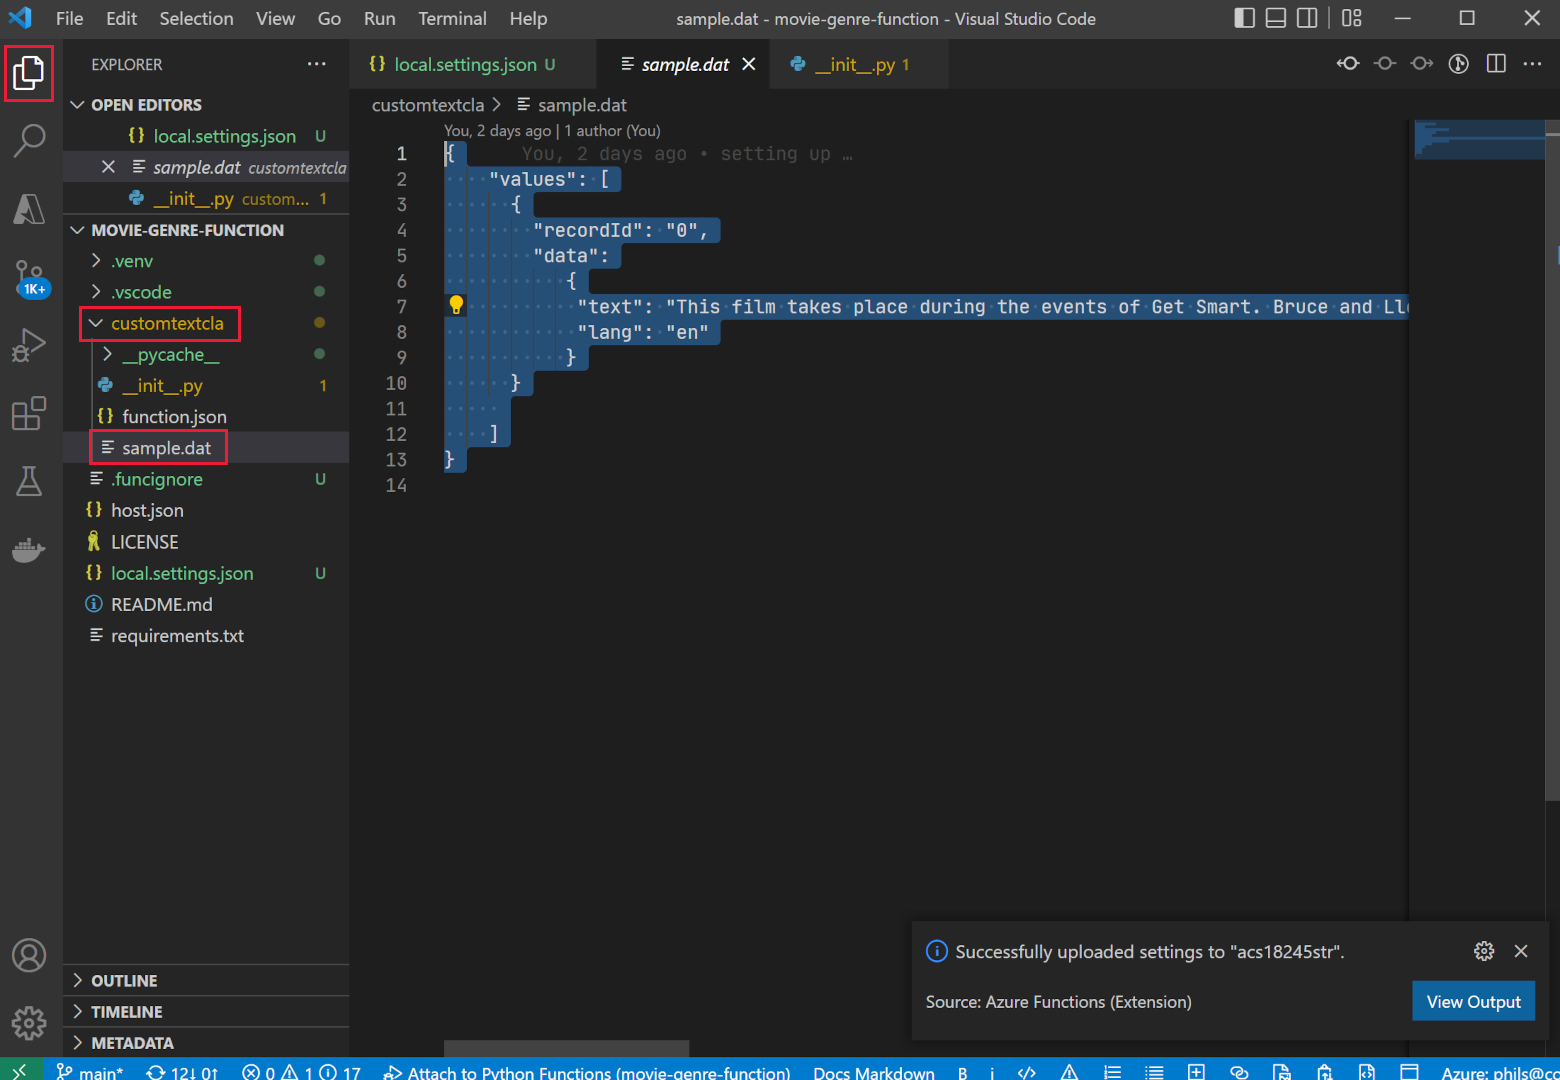 File Edit Selection View Go Run Terminal Help sample.dat - movie-genre-function - Visual Studio Code
EXPLORER
OPEN EDITORS
{} local.settings.json U
sample.dat customtextcla
__init__.py custom... 1
MOVIE-GENRE-FUNCTION
.venv
.vscode
customtextcla
__pycache__
__init__.py 1
{} function.json
sample.dat
.funcignore U
{} host.json
LICENSE
{} local.settings.json U
README.md
requirements.txt
OUTLINE
TIMELINE
METADATA
1K+
{} local.settings.json U
sample.dat
__init__.py 1
customtextcla > sample.dat
You, 2 days ago | 1 author (You)
1 { You, 2 days ago • setting up …
2 "values": [
3 {
4 "recordId": "0",
5 "data":
6 {
7 "text": "This film takes place during the events of Get Smart. Bruce and
8 "lang": "en"
9 }
10 }
11
12 ]
13 }
14
Successfully uploaded settings to "acs18245str".
Source: Azure Functions (Extension)
View Output
main* 12↓ 0↑ 0 1 17 Attach to Python Functions (movie-genre-function) Docs Markdown B i </> Azure: